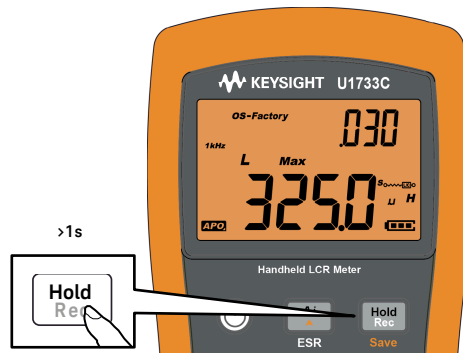 KEYSIGHT U1733C
OS-Factory
.030
1kHz
L Max
325.0
μ H
APO
>1s
Handheld LCR Meter
Hold
Rec
Hold
Rec
ESR
Save